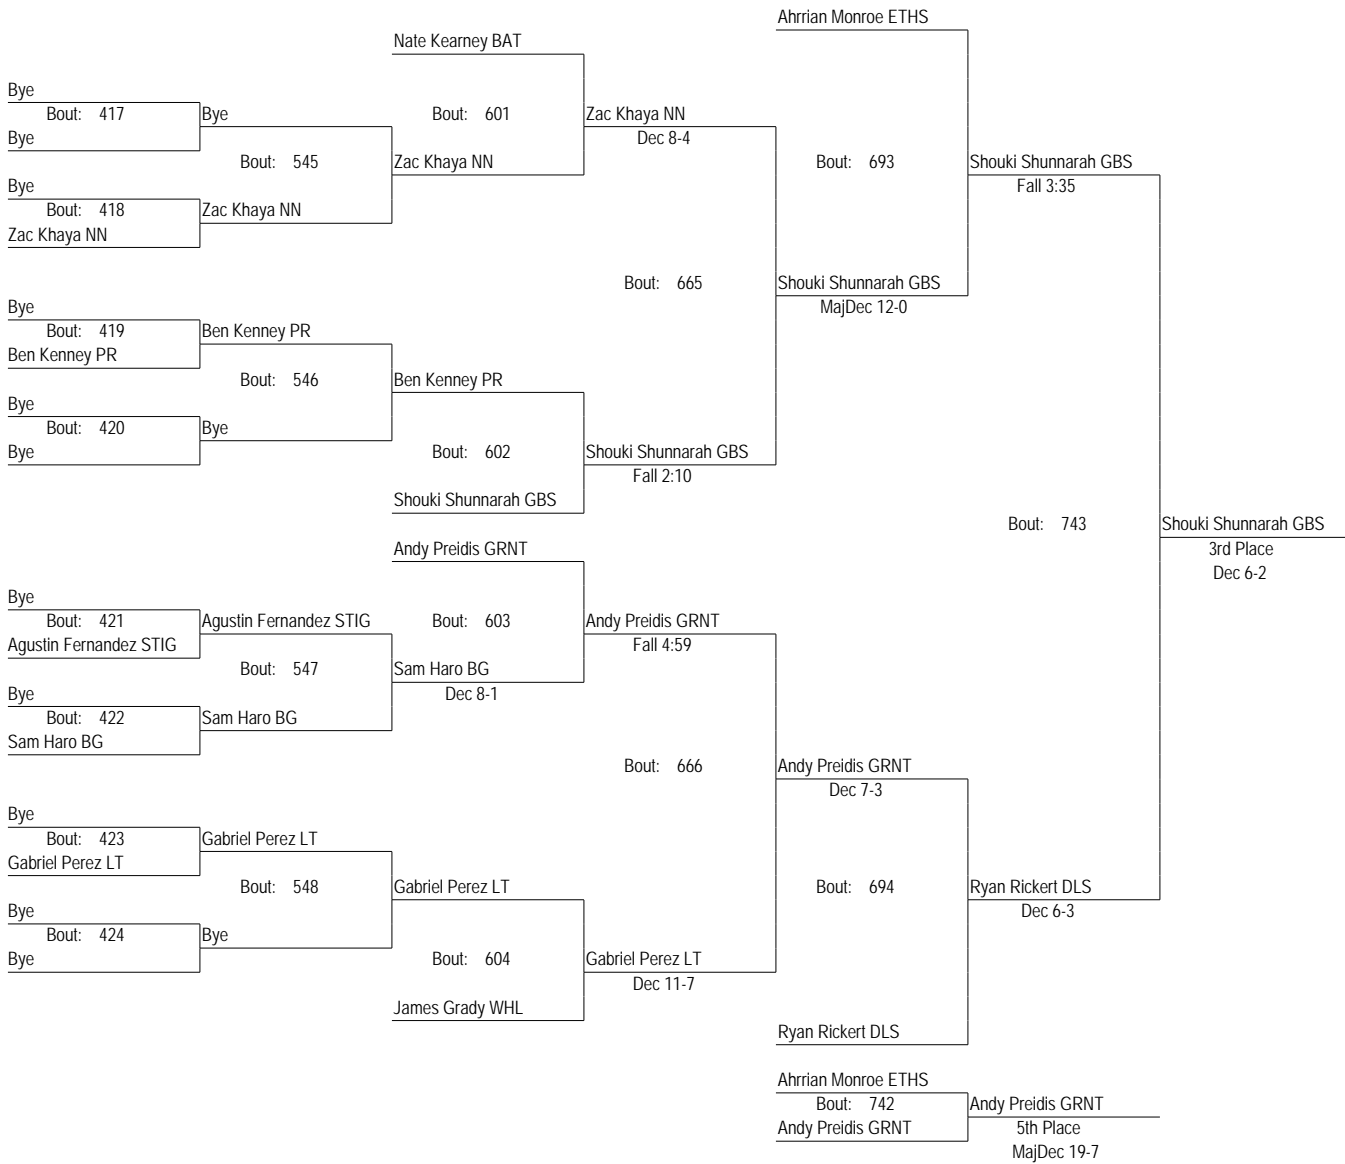 Ahrrian Monroe ETHS
Nate Kearney BAT
Bye
Bout: 417
Bye
Bout: 601
Zac Khaya NN
Dec 8-4
Bye
Bout: 545
Zac Khaya NN
Bout: 693
Shouki Shunnarah GBS
Fall 3:35
Bye
Bout: 418
Zac Khaya NN
Zac Khaya NN
Bout: 665
Shouki Shunnarah GBS
MajDec 12-0
Bye
Bout: 419
Ben Kenney PR
Ben Kenney PR
Bout: 546
Ben Kenney PR
Bye
Bout: 420
Bye
Bye
Bout: 602
Shouki Shunnarah GBS
Fall 2:10
Shouki Shunnarah GBS
Bout: 743
Shouki Shunnarah GBS
3rd Place
Dec 6-2
Andy Preidis GRNT
Bye
Bout: 421
Agustin Fernandez STIG
Bout: 603
Andy Preidis GRNT
Fall 4:59
Agustin Fernandez STIG
Bout: 547
Sam Haro BG
Dec 8-1
Bye
Bout: 422
Sam Haro BG
Sam Haro BG
Bout: 666
Andy Preidis GRNT
Dec 7-3
Bye
Bout: 423
Gabriel Perez LT
Gabriel Perez LT
Bout: 548
Gabriel Perez LT
Bout: 694
Ryan Rickert DLS
Dec 6-3
Bye
Bout: 424
Bye
Bye
Bout: 604
Gabriel Perez LT
Dec 11-7
James Grady WHL
Ryan Rickert DLS
Ahrrian Monroe ETHS
Bout: 742
Andy Preidis GRNT
Andy Preidis GRNT
5th Place
MajDec 19-7